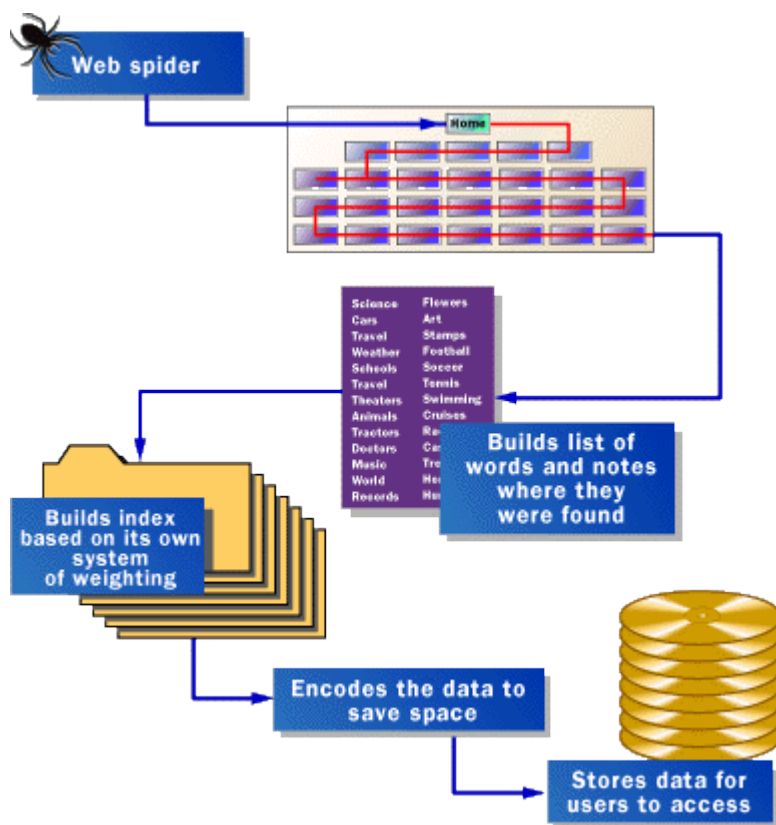 Web spider
Home
Science
Cars
Travel
Weather
Schools
Travel
Theaters
Animals
Tractors
Doctors
Music
World
Records
Flowers
Art
Stamps
Football
Soccer
Tennis
Swimming
Cruises
Builds list of
words and notes
where they
were found
Builds index
based on its own
system
of weighting
Encodes the data to
save space
Stores data for
users to access